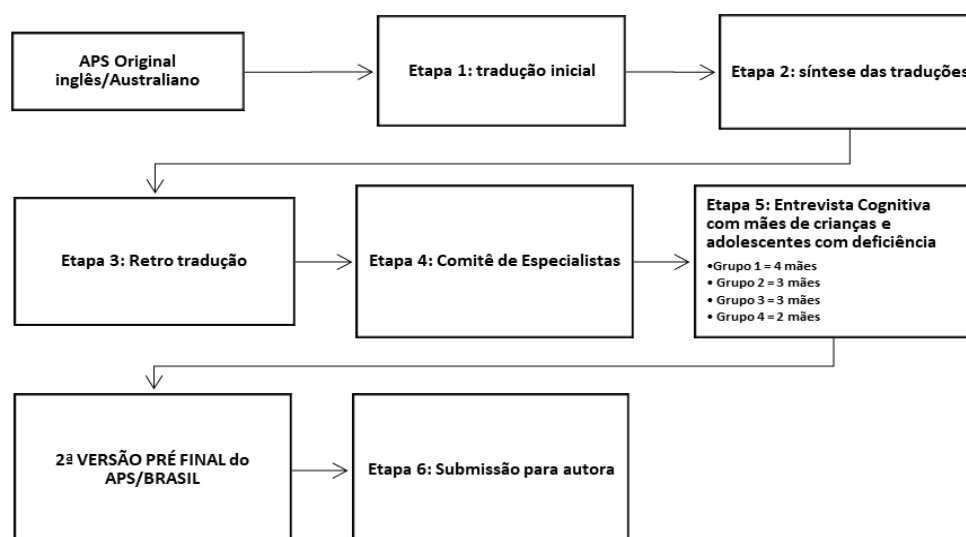 APS Original
inglês/Australiano
Etapa 1: tradução inicial
Etapa 2: síntese das traduções
Etapa 3: Retro tradução
Etapa 4: Comitê de Especialistas
Etapa 5: Entrevista Cognitiva
com mães de crianças e
adolescentes com deficiência
•Grupo 1 = 4 mães
• Grupo 2 = 3 mães
• Grupo 3 = 3 mães
• Grupo 4 = 2 mães
2ª VERSÃO PRÉ FINAL do
APS/BRASIL
Etapa 6: Submissão para autora